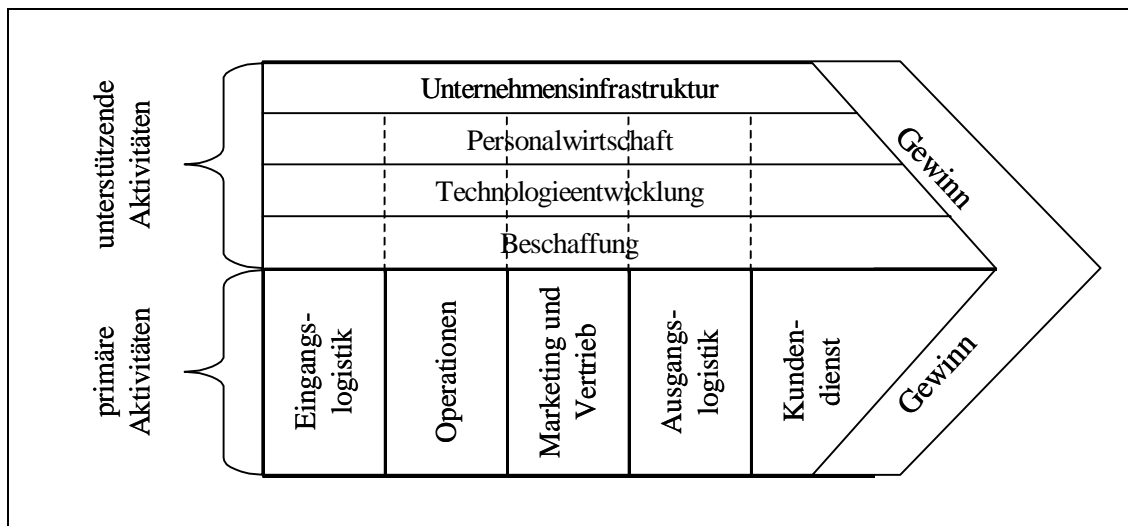 unterstützende
Aktivitäten
Unternehmensinfrastruktur
Personalwirtschaft
Technologieentwicklung
Beschaffung
Gewinn
primäre
Aktivitäten
Eingangs-
logistik
Operationen
Marketing und
Vertrieb
Ausgangs-
logistik
Kunden-
dienst
Gewinn